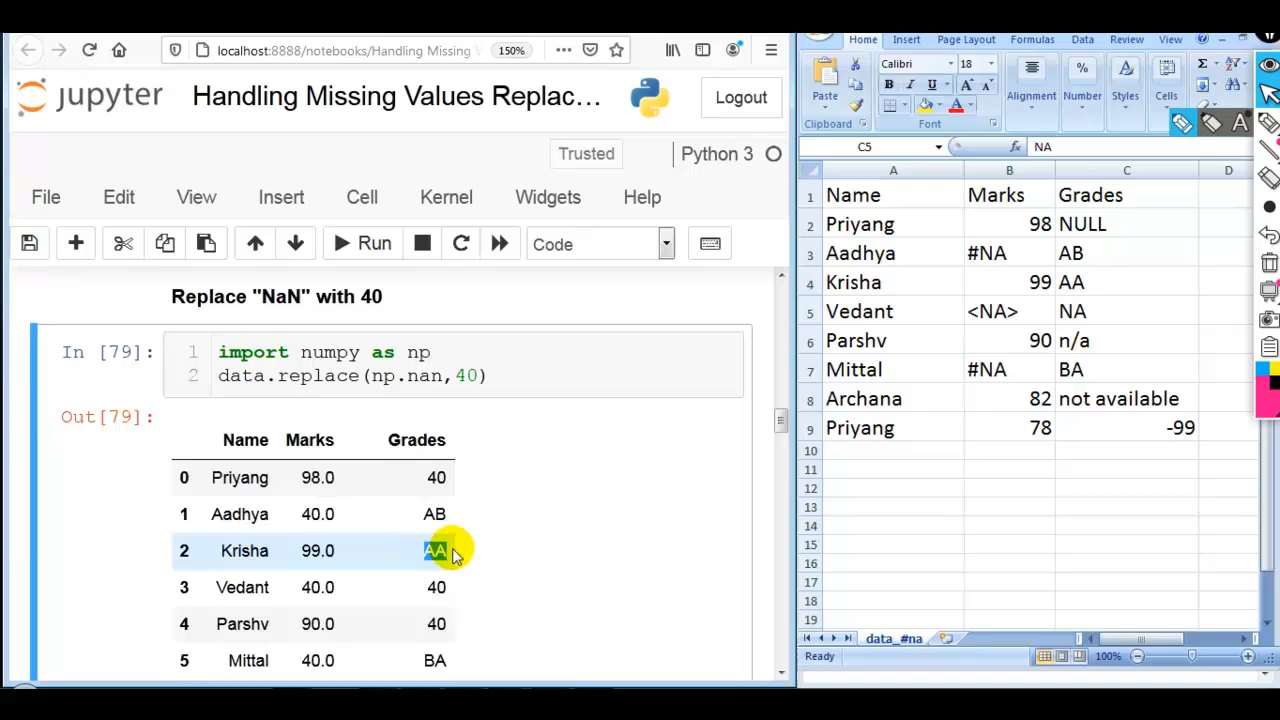 localhost:8888/notebooks/Handling Missing
150%
jupyter
Handling Missing Values Replac...
Logout
Trusted
Python 3
File Edit View Insert Cell Kernel Widgets Help
Run
Code
Replace "NaN" with 40
In [79]:
1 import numpy as np
2 data.replace(np.nan,40)
Out[79]:
Name Marks Grades
0 Priyang 98.0 40
1 Aadhya 40.0 AB
2 Krisha 99.0 AA
3 Vedant 40.0 40
4 Parshv 90.0 40
5 Mittal 40.0 BA
Home Insert Page Layout Formulas Data Review View
Calibri 18
B I U A A
Paste
Alignment Number Styles Cells
Clipboard Font
C5 fx NA
A B C D
1 Name Marks Grades
2 Priyang 98 NULL
3 Aadhya #NA AB
4 Krisha 99 AA
5 Vedant <NA> NA
6 Parshv 90 n/a
7 Mittal #NA BA
8 Archana 82 not available
9 Priyang 78 -99
10
11
12
13
14
15
16
17
18
19
data_#na
Ready 100%